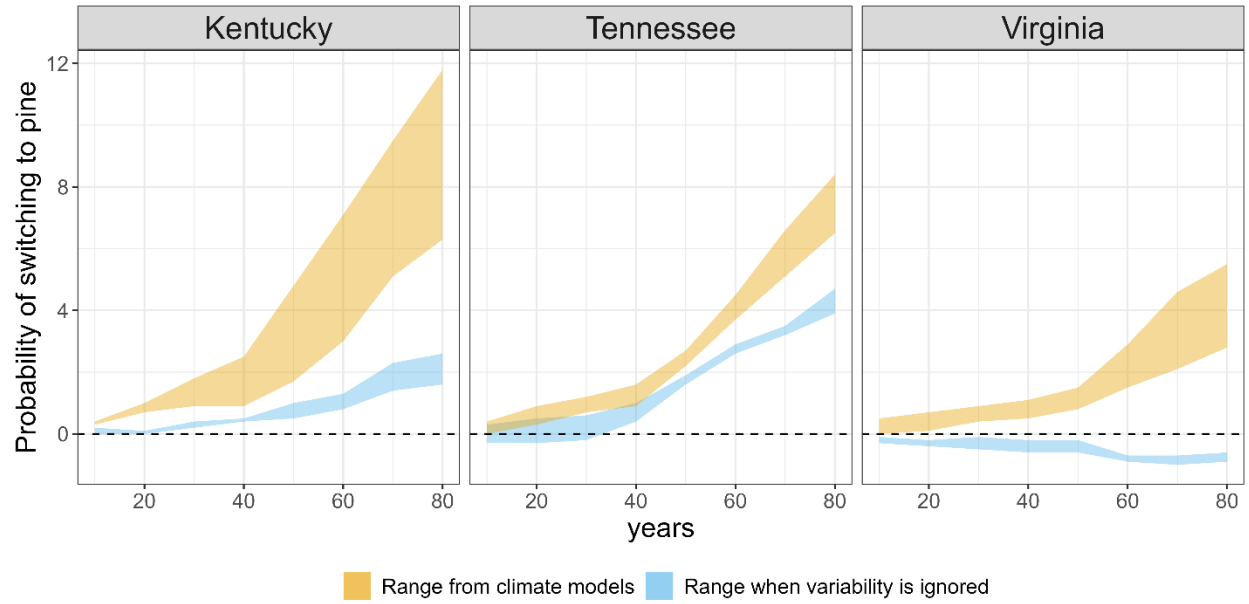 Kentucky Tennessee Virginia
Probability of switching to pine
12
8
4
0
20 40 60 80 20 40 60 80 20 40 60 80
years
Range from climate models Range when variability is ignored